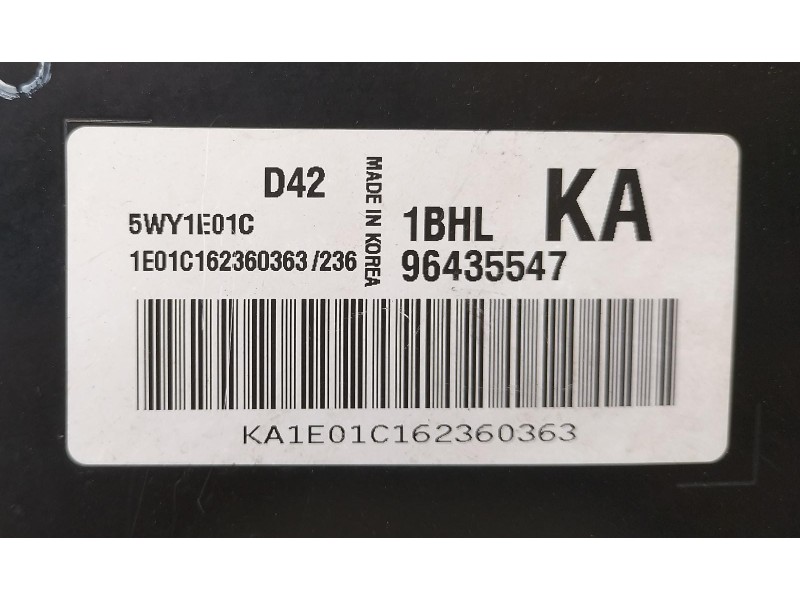 D42
5WY1E01C
1E01C162360363/236
MADE IN KOREA
1BHL KA
96435547
KA1E01C162360363